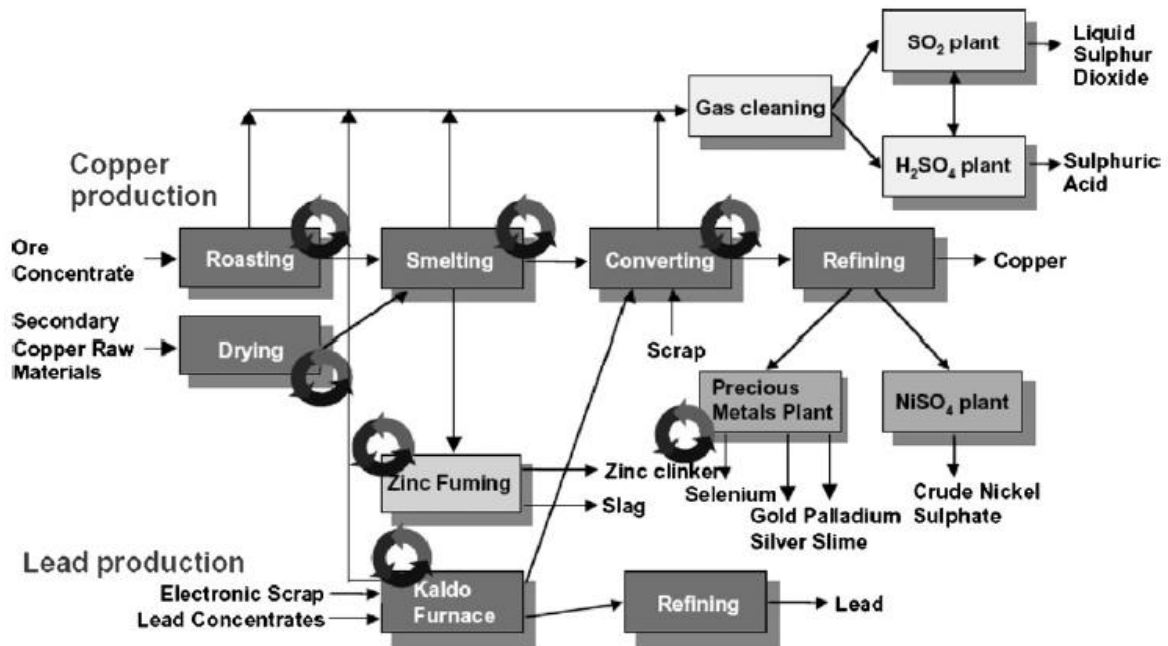 SO₂ plant
Liquid
Sulphur
Dioxide
Gas cleaning
H₂SO₄ plant
Sulphuric
Acid
Copper
production
Ore
Concentrate
Roasting
Smelting
Converting
Refining
Copper
Secondary
Copper Raw
Materials
Drying
Scrap
Precious
Metals Plant
NiSO₄ plant
Zinc Fuming
Zinc clinker
Slag
Selenium
Gold Palladium
Silver Slime
Crude Nickel
Sulphate
Lead production
Electronic Scrap
Lead Concentrates
Kaldo
Furnace
Refining
Lead